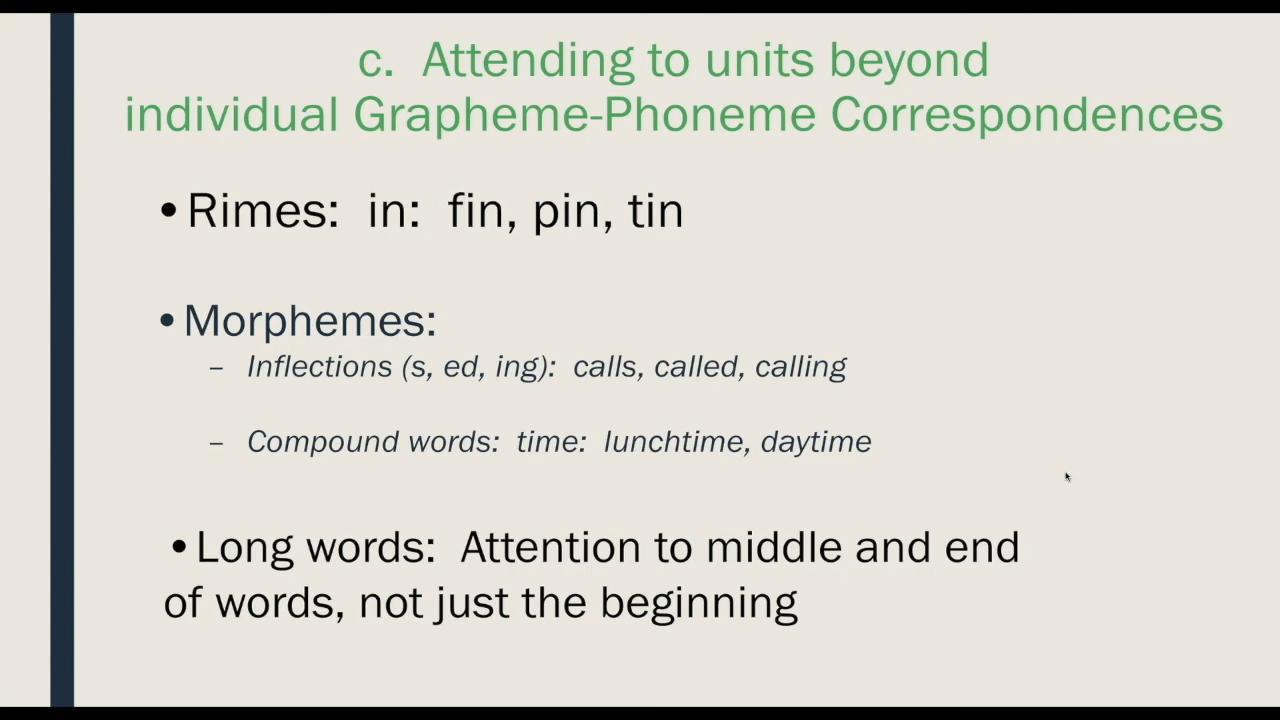 c. Attending to units beyond
individual Grapheme-Phoneme Correspondences
•Rimes: in: fin, pin, tin
•Morphemes:
– Inflections (s, ed, ing): calls, called, calling
– Compound words: time: lunchtime, daytime
•Long words: Attention to middle and end
of words, not just the beginning